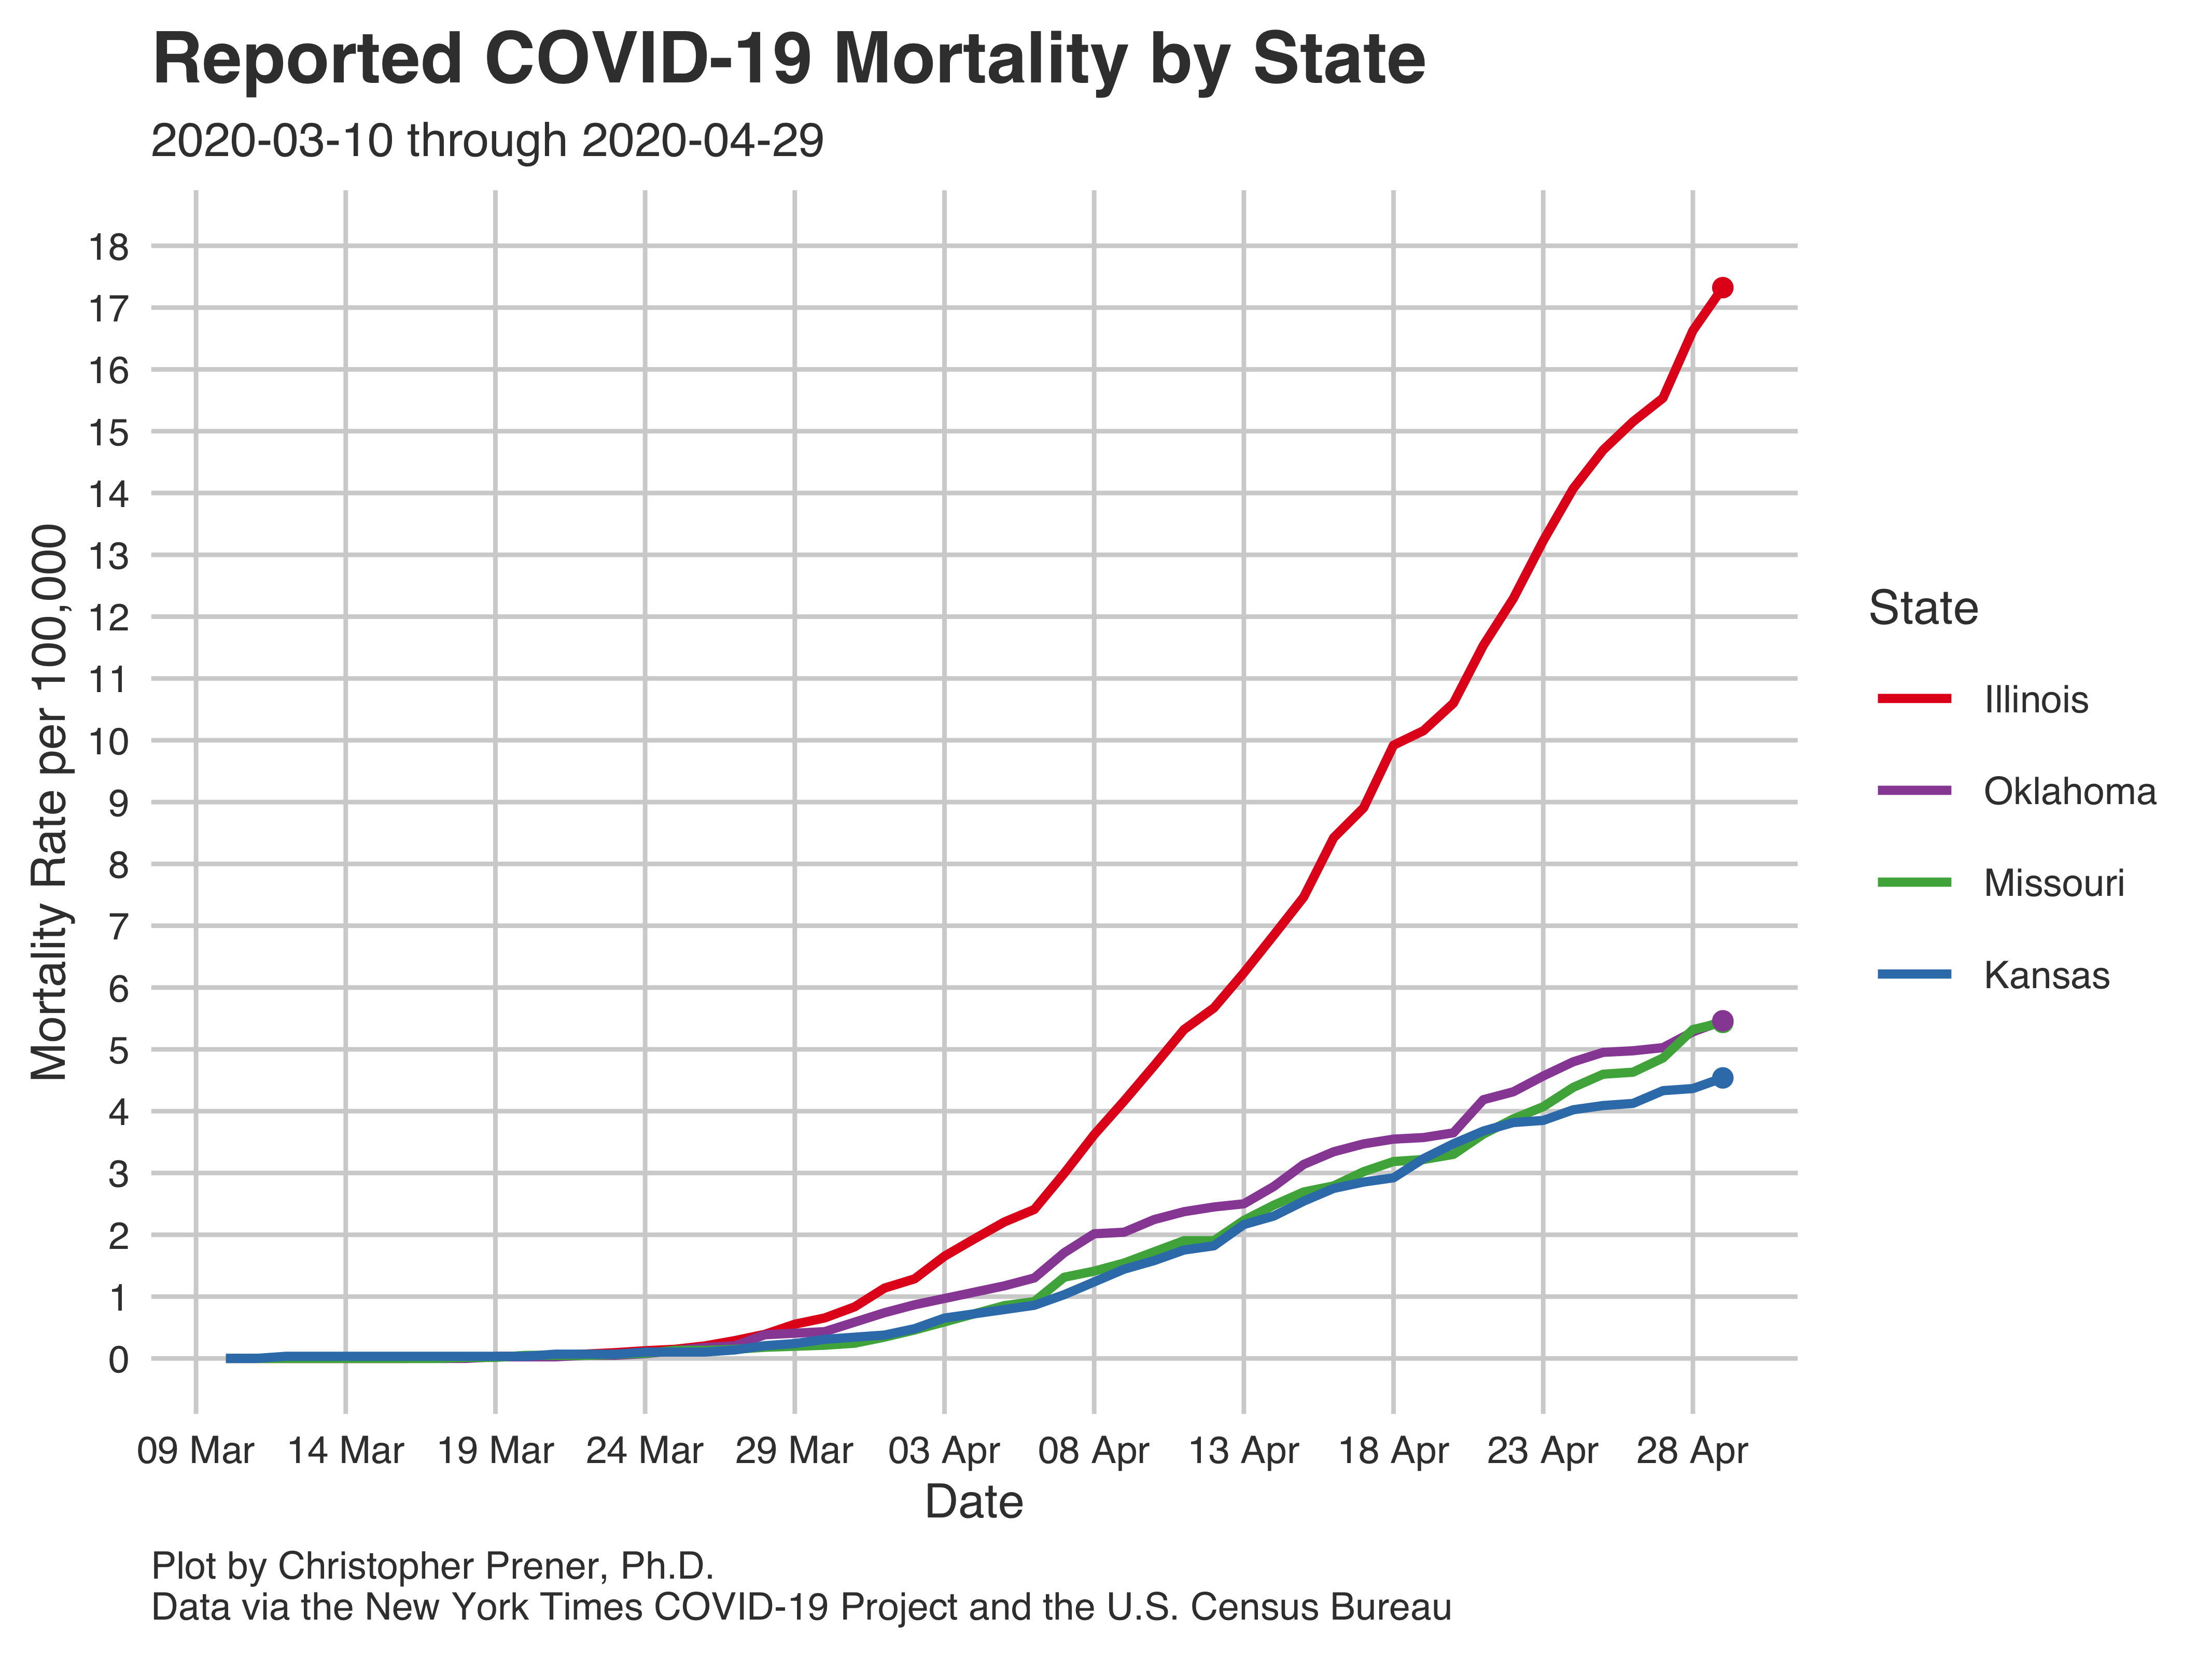 Reported COVID-19 Mortality by State
2020-03-10 through 2020-04-29
18
17
16
15
14
13
12
11
10
9
8
7
6
5
4
3
2
1
0
Mortality Rate per 100,000
09 Mar 14 Mar 19 Mar 24 Mar 29 Mar 03 Apr 08 Apr 13 Apr 18 Apr 23 Apr 28 Apr
Date
State
Illinois
Oklahoma
Missouri
Kansas
Plot by Christopher Prener, Ph.D.
Data via the New York Times COVID-19 Project and the U.S. Census Bureau